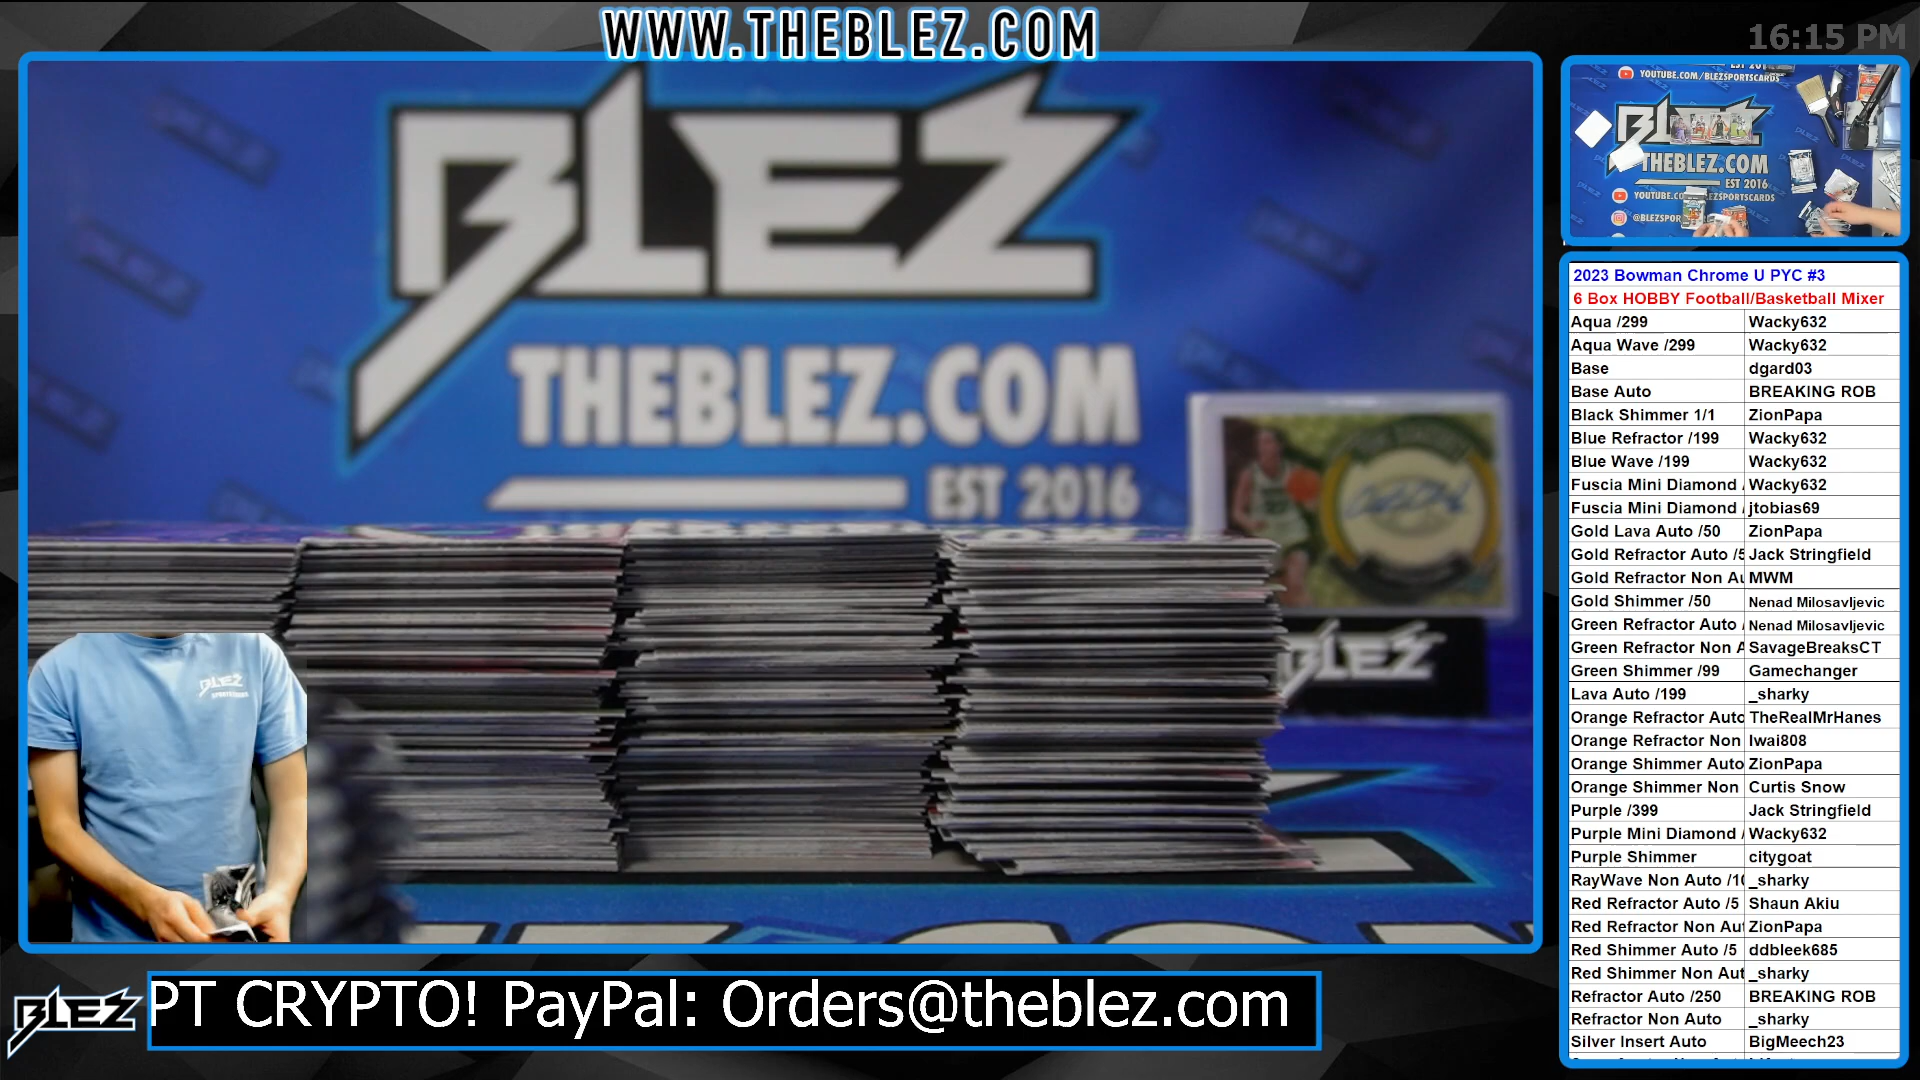 WWW.THEBLEZ.COM
16:15 PM
BLEZ
THEBLEZ.COM
EST 2016
BLEZ
BLEZ
YOUTUBE.COM/BLEZSPORTSCARDS
THEBLEZ.COM
EST 2016
2023 Bowman Chrome U PYC #3
6 Box HOBBY Football/Basketball Mixer
Aqua /299 Wacky632
Aqua Wave /299 Wacky632
Base dgard03
Base Auto BREAKING ROB
Black Shimmer 1/1 ZionPapa
Blue Refractor /199 Wacky632
Blue Wave /199 Wacky632
Fuscia Mini Diamond / Wacky632
Fuscia Mini Diamond / jtobias69
Gold Lava Auto /50 ZionPapa
Gold Refractor Auto /5 Jack Stringfield
Gold Refractor Non Au MWM
Gold Shimmer /50 Nenad Milosavljevic
Green Refractor Auto / Nenad Milosavljevic
Green Refractor Non A SavageBreaksCT
Green Shimmer /99 Gamechanger
Lava Auto /199 _sharky
Orange Refractor Auto TheRealMrHanes
Orange Refractor Non Iwai808
Orange Shimmer Auto ZionPapa
Orange Shimmer Non Curtis Snow
Purple /399 Jack Stringfield
Purple Mini Diamond / Wacky632
Purple Shimmer citygoat
RayWave Non Auto /10 _sharky
Red Refractor Auto /5 Shaun Akiu
Red Refractor Non Aut ZionPapa
Red Shimmer Auto /5 ddbleek685
Red Shimmer Non Aut _sharky
Refractor Auto /250 BREAKING ROB
Refractor Non Auto _sharky
Silver Insert Auto BigMeech23
BLEZ
PT CRYPTO! PayPal: Orders@theblez.com